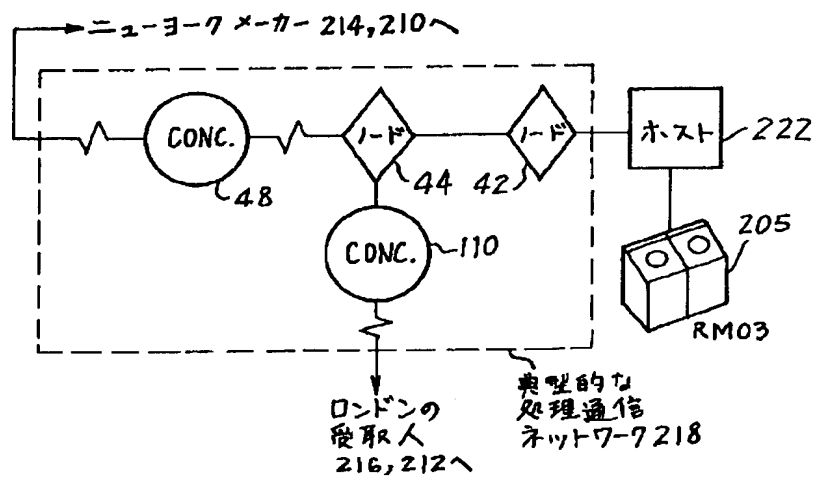 ニューヨークメーカー214,210へ
CONC.
48
ノード
44
ノード
42
ホスト
222
CONC.
110
205
RM03
ロンドンの
受取人
216,212へ
典型的な
処理通信
ネットワーク218